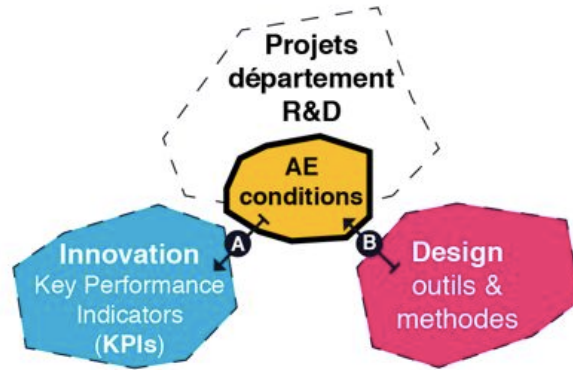 Projets
département
R&D
AE
conditions
A
B
Innovation
Key Performance
Indicators
(KPIs)
Design
outils &
methodes